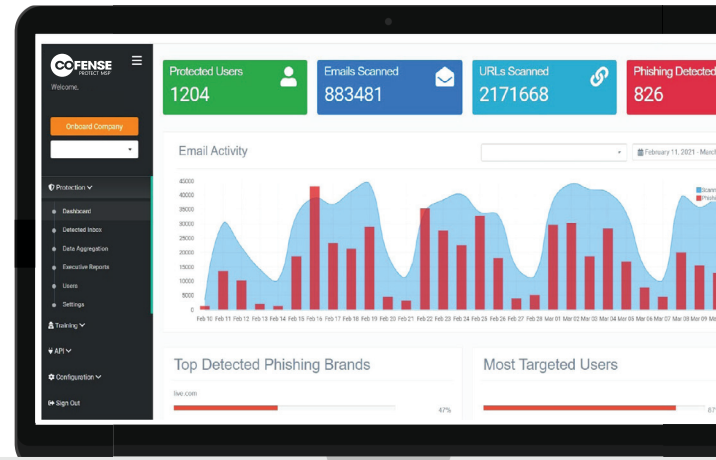 COFENSE
PROTECT MSP
Welcome,
Onboard Company
Protection
Dashboard
Detected Inbox
Data Aggregation
Executive Reports
Users
Settings
Training
API
Configuration
Sign Out
Protected Users
1204
Emails Scanned
883481
URLs Scanned
2171668
Phishing Detected
826
Email Activity
February 11, 2021 - March
45000
40000
35000
30000
25000
20000
15000
10000
5000
0
Feb 10 Feb 11 Feb 12 Feb 13 Feb 14 Feb 15 Feb 16 Feb 17 Feb 18 Feb 19 Feb 20 Feb 21 Feb 22 Feb 23 Feb 24 Feb 25 Feb 26 Feb 27 Feb 28 Mar 01 Mar 02 Mar 03 Mar 04 Mar 05 Mar 06 Mar 07 Mar 08 Mar 09
Top Detected Phishing Brands
live.com
47%
Most Targeted Users